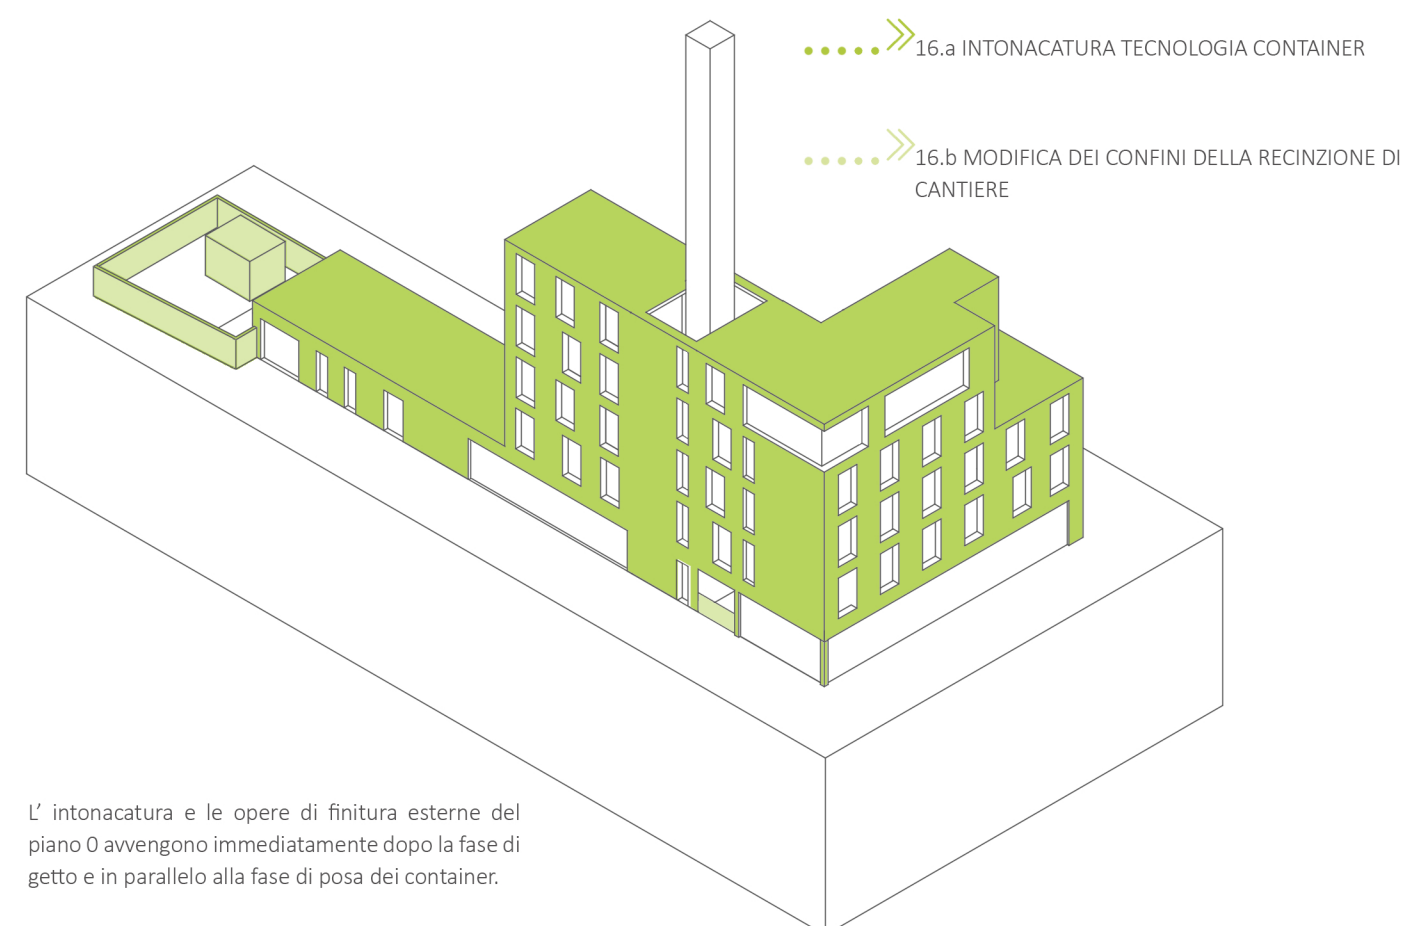 16.a INTONACATURA TECNOLOGIA CONTAINER
16.b MODIFICA DEI CONFINI DELLA RECINZIONE DI
CANTIERE
L’ intonacatura e le opere di finitura esterne del
piano 0 avvengono immediatamente dopo la fase di
getto e in parallelo alla fase di posa dei container.